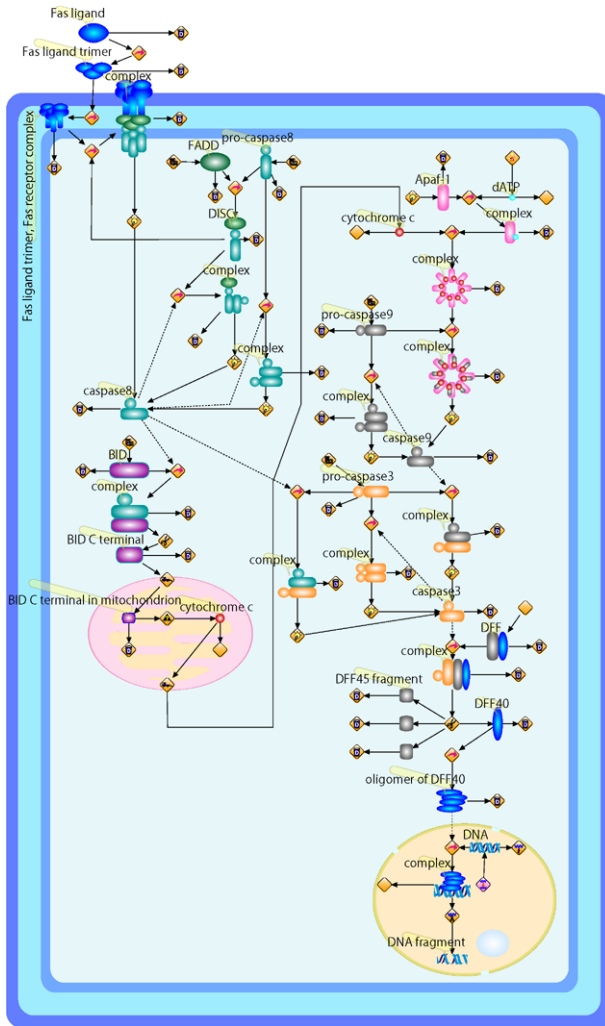 Fas ligand
Fas ligand trimer
complex
Fas ligand trimer, Fas receptor complex
pro-caspase8
FADD
DISC
complex
complex
caspase8
BID
complex
BID C terminal
BID C terminal in mitochondrion
cytochrome c
Apaf-1
dATP
cytochrome c
complex
complex
pro-caspase9
complex
complex
caspase9
pro-caspase3
complex
complex
complex
caspase3
DFF
complex
DFF45 fragment
DFF40
oligomer of DFF40
DNA
complex
DNA fragment